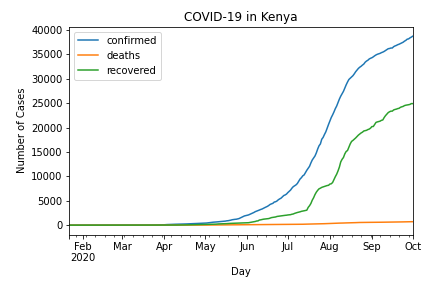 COVID-19 in Kenya
confirmed
deaths
recovered
Number of Cases
40000
35000
30000
25000
20000
15000
10000
5000
0
Feb Mar Apr May Jun Jul Aug Sep Oct
2020
Day